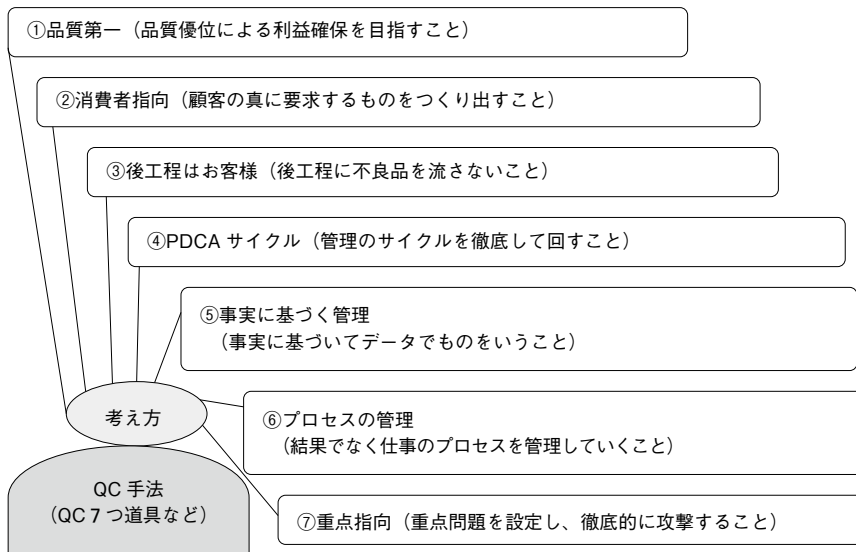 ①品質第一（品質優位による利益確保を目指すこと）
②消費者指向（顧客の真に要求するものをつくり出すこと）
③後工程はお客様（後工程に不良品を流さないこと）
④PDCA サイクル（管理のサイクルを徹底して回すこと）
⑤事実に基づく管理
（事実に基づいてデータでものをいうこと）
⑥プロセスの管理
（結果でなく仕事のプロセスを管理していくこと）
⑦重点指向（重点問題を設定し、徹底的に攻撃すること）
考え方
QC 手法
（QC 7 つ道具など）